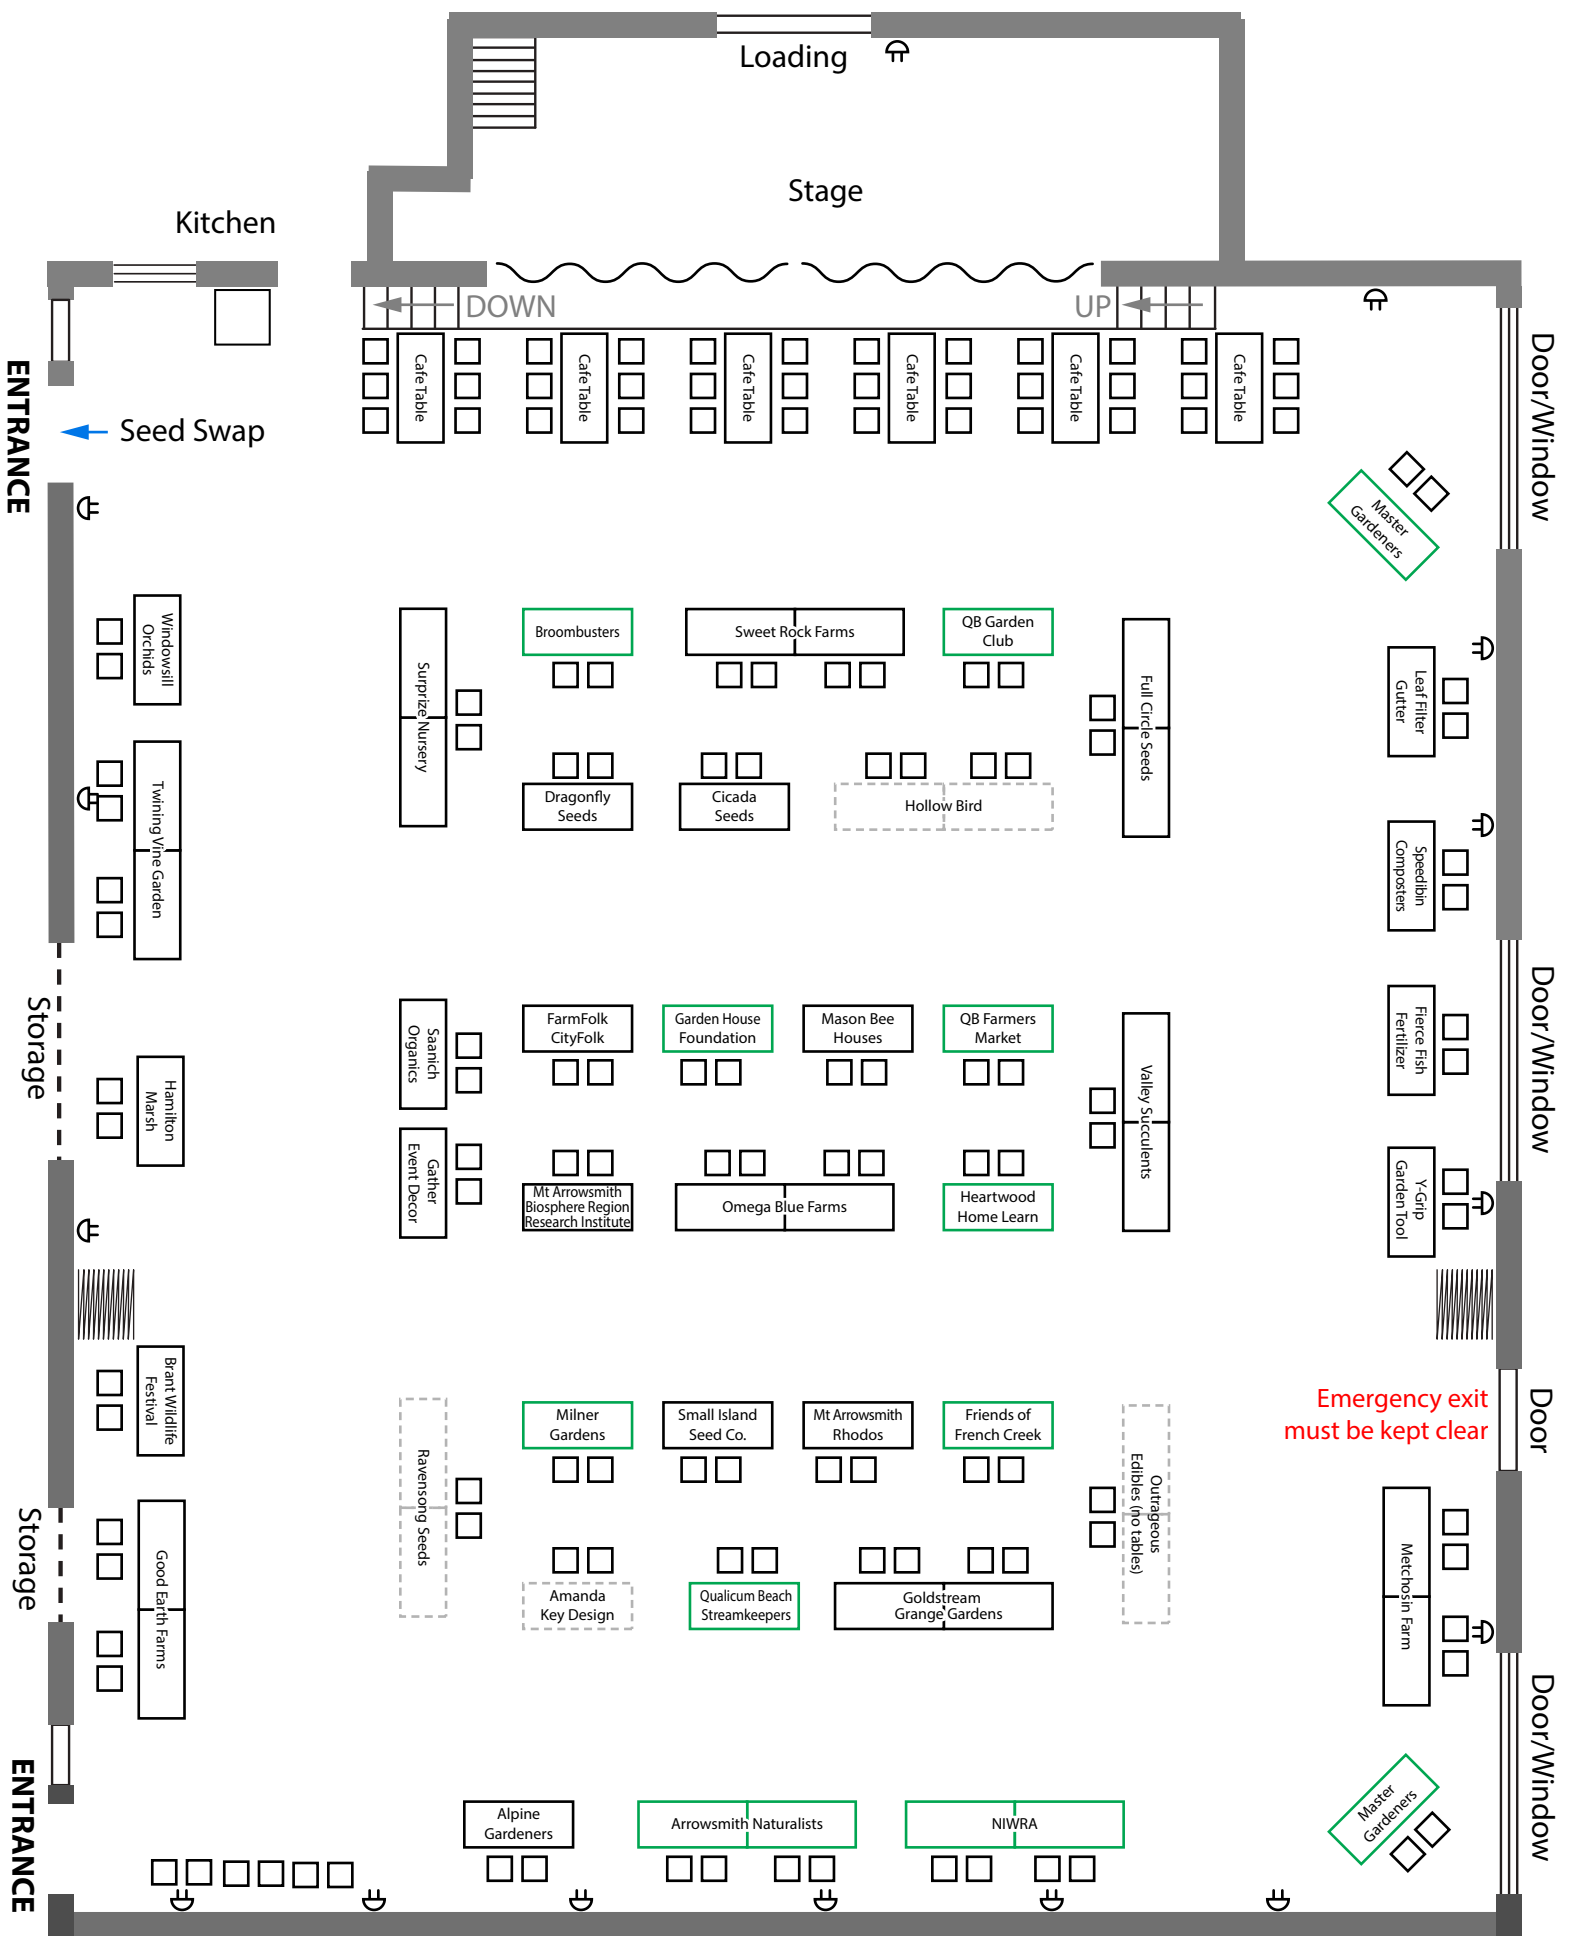 Loading
Stage
Kitchen
DOWN
UP
ENTRANCE
Seed Swap
Cafe Table
Cafe Table
Cafe Table
Cafe Table
Cafe Table
Cafe Table
Door/Window
Master
Gardeners
Windowsill
Orchids
Surprize Nursery
Broombusters
Sweet Rock Farms
QB Garden
Club
Full Circle Seeds
Leaf Filter
Gutter
Twining Vine Garden
Dragonfly
Seeds
Cicada
Seeds
Hollow Bird
Speedibin
Composters
Storage
Saanich
Organics
FarmFolk
CityFolk
Garden House
Foundation
Mason Bee
Houses
QB Farmers
Market
Valley Succulents
Fierce Fish
Fertilizer
Door/Window
Hamilton
Marsh
Gather
Event Decor
Mt Arrowsmith
Biosphere Region
Research Institute
Omega Blue Farms
Heartwood
Home Learn
Y-Grip
Garden Tool
Brant Wildlife
Festival
Ravensong Seeds
Milner
Gardens
Small Island
Seed Co.
Mt Arrowsmith
Rhodos
Friends of
French Creek
Outrageous
Edibles (no tables)
Emergency exit
must be kept clear
Door
Storage
Good Earth Farms
Amanda
Key Design
Qualicum Beach
Streamkeepers
Goldstream
Grange Gardens
Metchosin Farm
Door/Window
ENTRANCE
Alpine
Gardeners
Arrowsmith Naturalists
NIWRA
Master
Gardeners